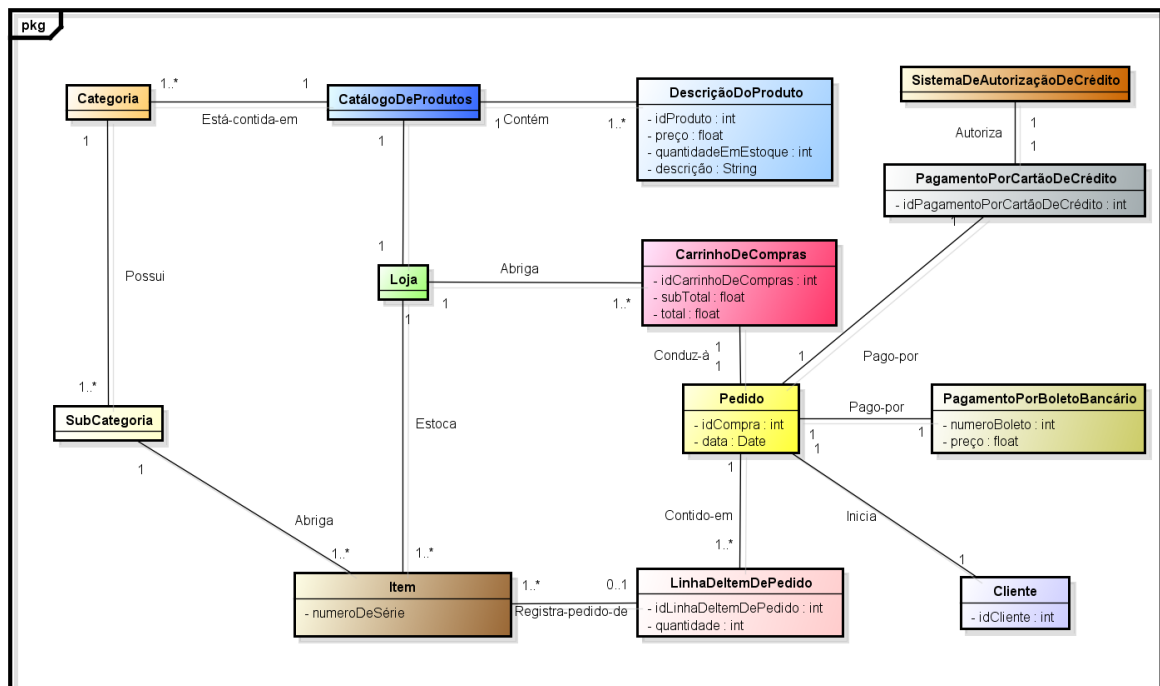 pkg
SistemaDeAutorizaçãoDeCrédito
1..*
1
Categoria
CatálogoDeProdutos
DescriçãoDoProduto
- idProduto : int
- preço : float
- quantidadeEmEstoque : int
- descrição : String
Está-contida-em
1
Contém
1..*
1
Autoriza
1
1
1
PagamentoPorCartãoDeCrédito
- idPagamentoPorCartãoDeCrédito : int
1
1
Possui
Loja
Abriga
1
1..*
CarrinhoDeCompras
- idCarrinhoDeCompras : int
- subTotal : float
- total : float
1
1
Conduz-á
1
1
Pago-por
1..*
SubCategoria
1
Estoca
Pedido
- idCompra : int
- data : Date
Pago-por
1
1
1
PagamentoPorBoletoBancário
- numeroBoleto : int
- preço : float
1
Contido-em
1..*
Inicia
1
Abriga
1..*
1..*
Item
- numeroDeSérie
1..*
0..1
Registra-pedido-de
LinhaDeItemDePedido
- idLinhaDeItemDePedido : int
- quantidade : int
Cliente
- idCliente : int